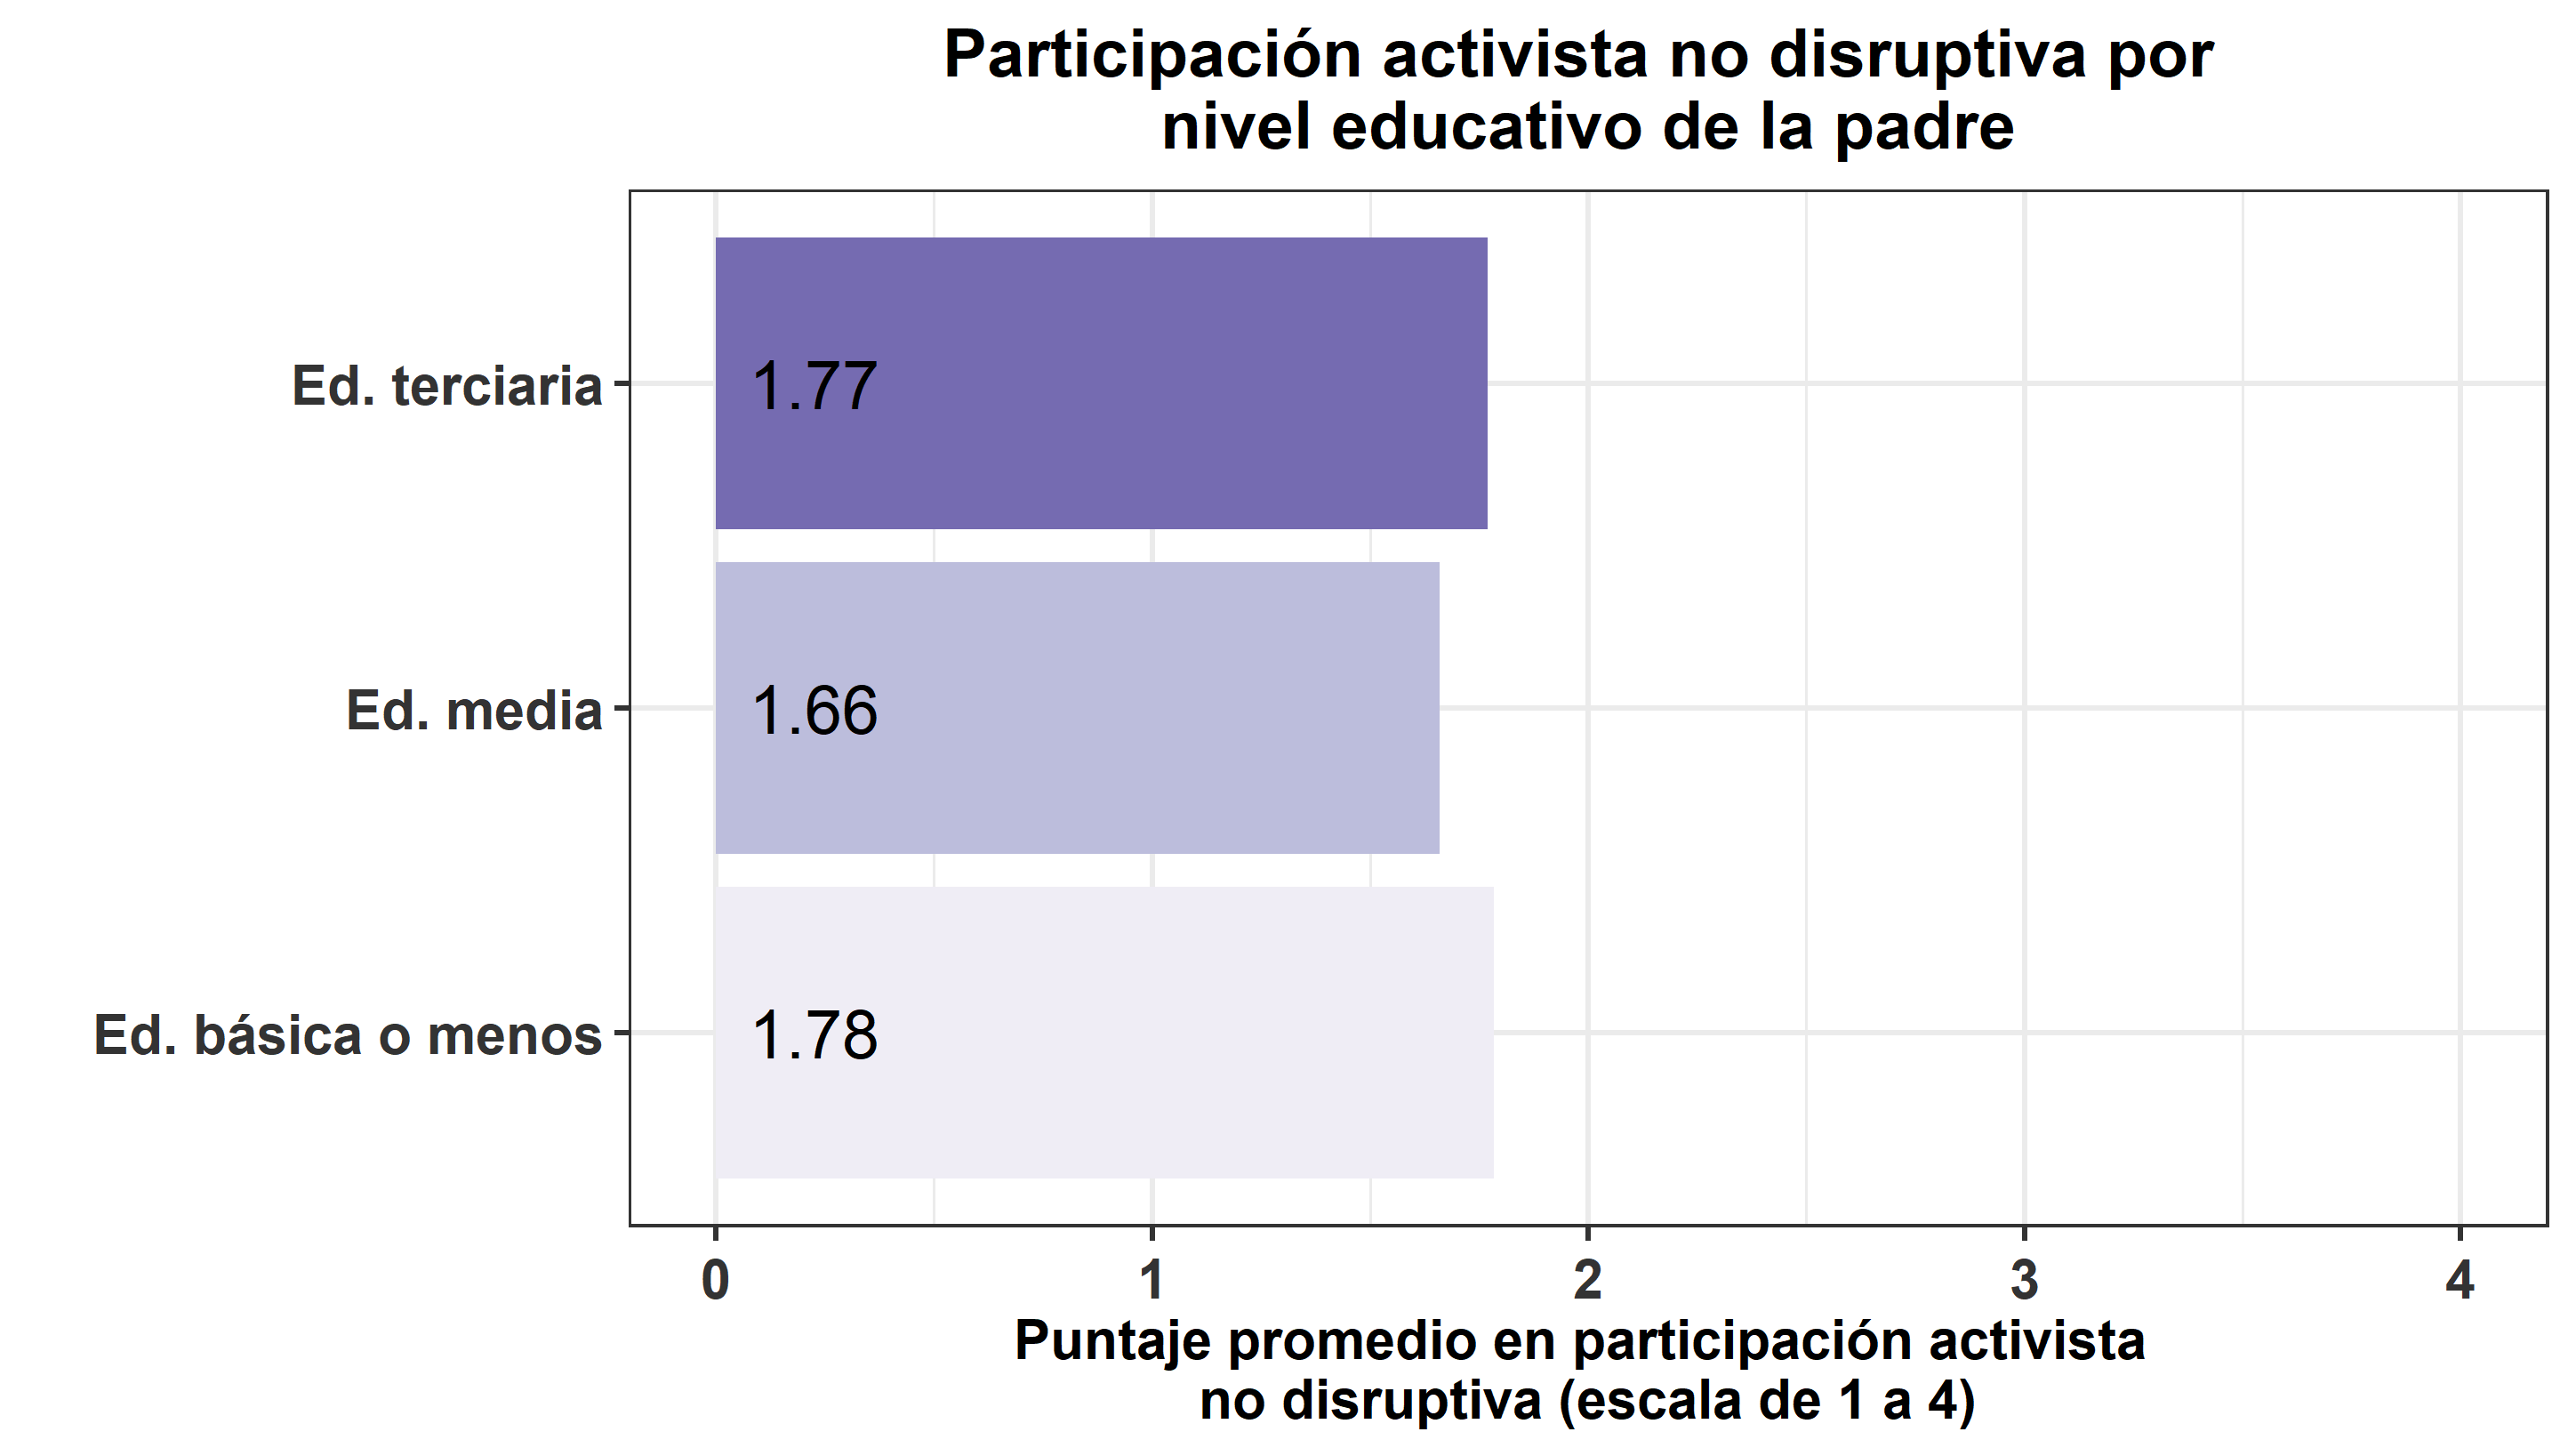 Participación activista no disruptiva por
nivel educativo de la padre
Ed. terciaria
1.77
Ed. media
1.66
Ed. básica o menos
1.78
0 1 2 3 4
Puntaje promedio en participación activista
no disruptiva (escala de 1 a 4)